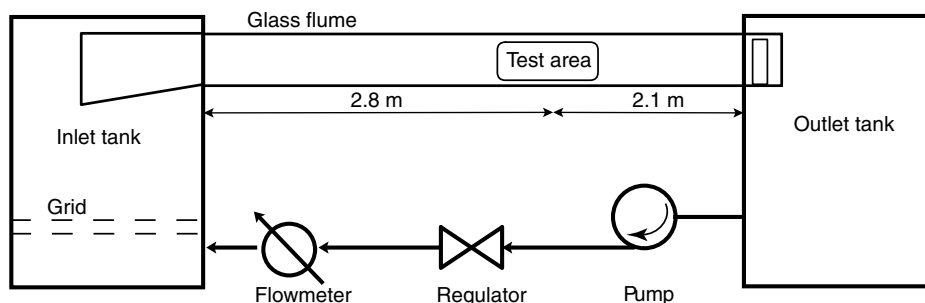 Glass flume
Test area
2.8 m
2.1 m
Inlet tank
Outlet tank
Grid
Flowmeter
Regulator
Pump